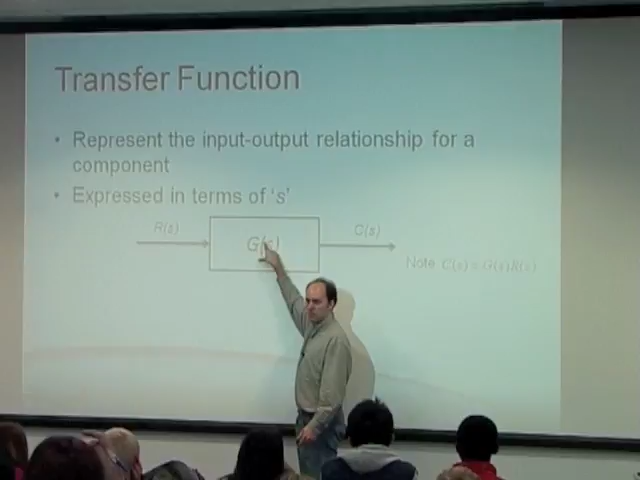 Transfer Function
• Represent the input-output relationship for a
component
• Expressed in terms of 's'
R(s)
G(s)
C(s)
Note: C(s) = G(s)R(s)